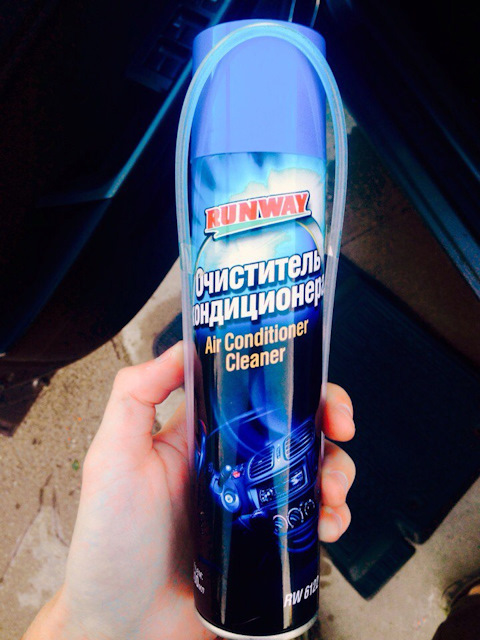 RUNWAY
Очиститель
кондиционера
Air Conditioner
Cleaner